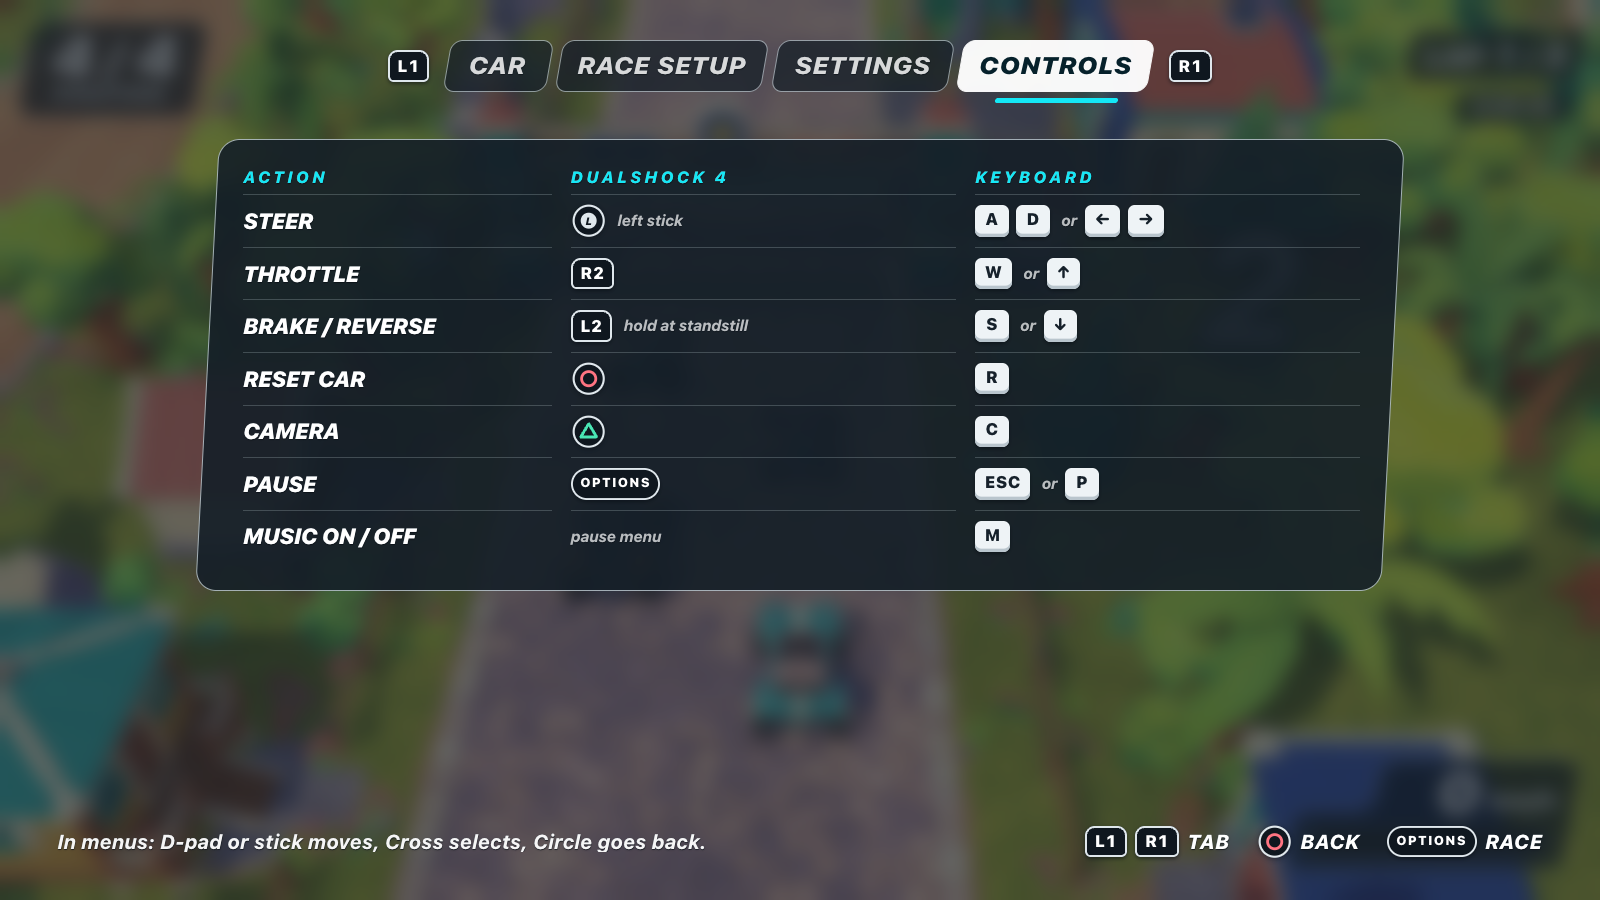 L1 CAR RACE SETUP SETTINGS CONTROLS R1
ACTION DUALSHOCK 4 KEYBOARD
STEER L left stick A D or ← →
THROTTLE R2 W or ↑
BRAKE / REVERSE L2 hold at standstill S or ↓
RESET CAR R
CAMERA C
PAUSE OPTIONS ESC or P
MUSIC ON / OFF pause menu M
In menus: D-pad or stick moves, Cross selects, Circle goes back. L1 R1 TAB BACK OPTIONS RACE